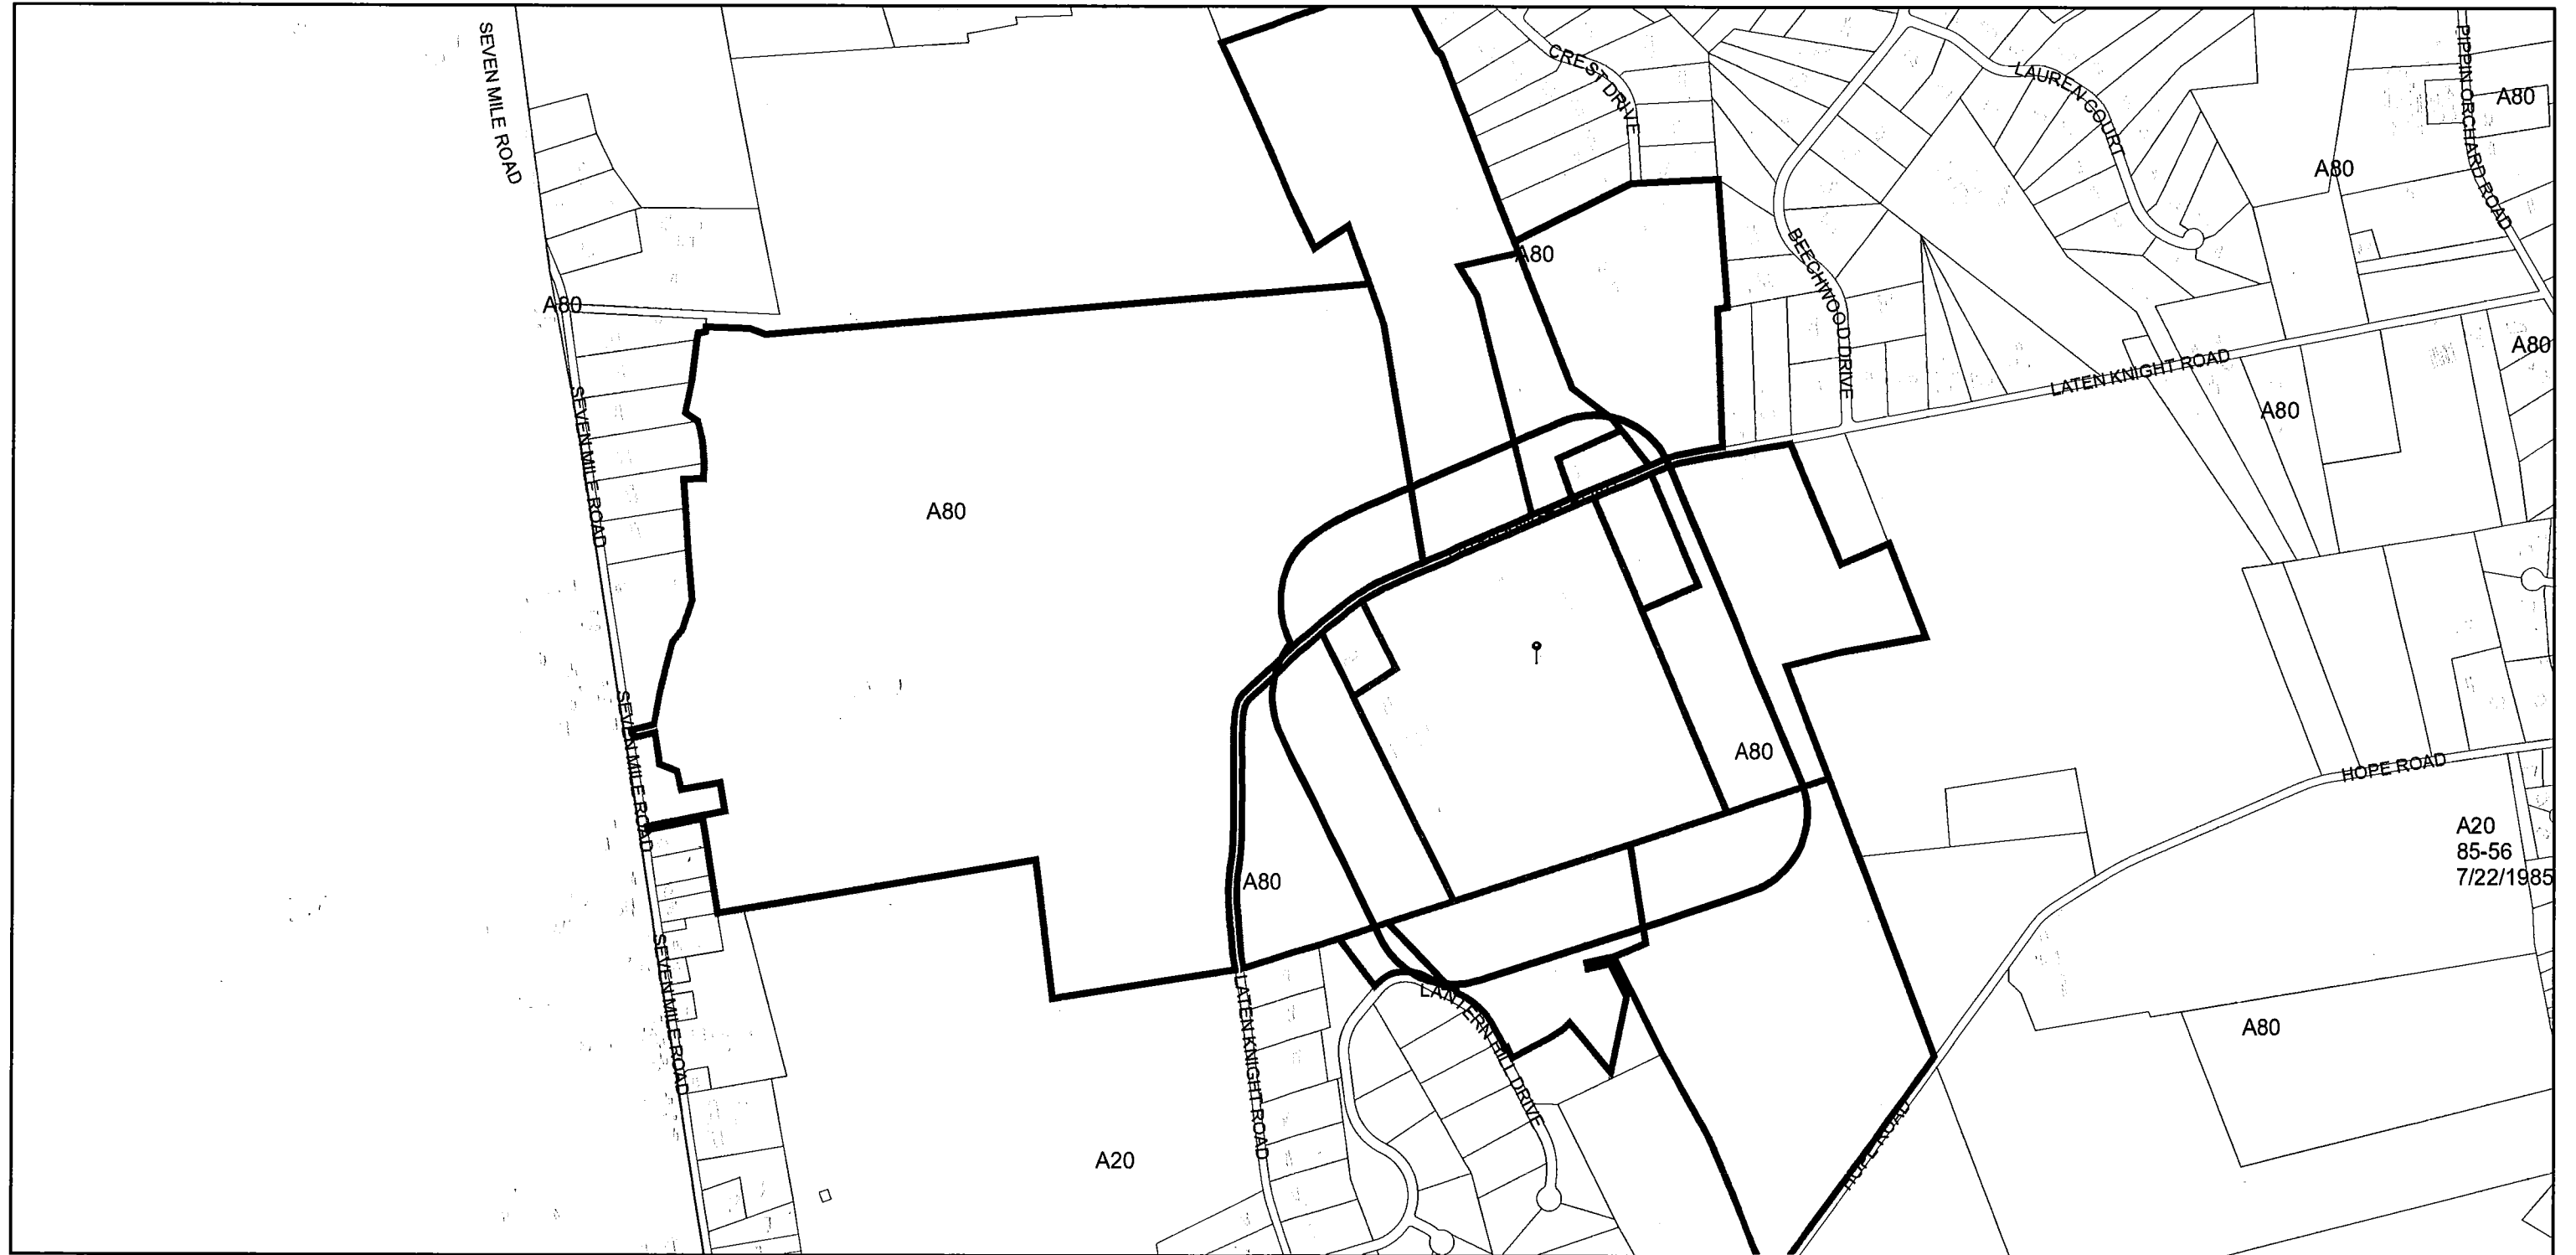 SEVEN MILE ROAD
CREST DRIVE
LAUREN COURT
PIPPIN ORCHARD ROAD
A80
A80
BEECHWOOD DRIVE
A80
A80
A80
LATEN KNIGHT ROAD
A80
SEVEN MILE ROAD
A80
SEVEN MILE ROAD
A80
HOPE ROAD
A20
85-56
7/22/1985
A80
SEVEN MILE ROAD
LATEN KNIGHT ROAD
LANTERN HILL DRIVE
A80
HOPE ROAD
A20